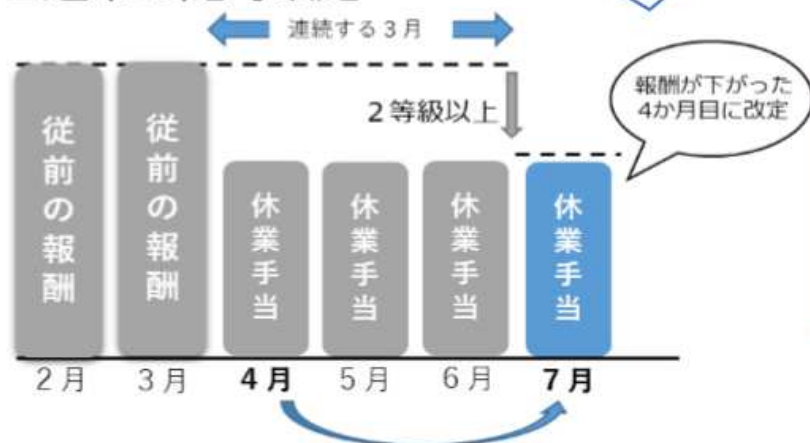 連続する3月
2等級以上
報酬が下がった
4か月目に改定
従前の報酬
従前の報酬
休業手当
休業手当
休業手当
休業手当
2月
3月
4月
5月
6月
7月